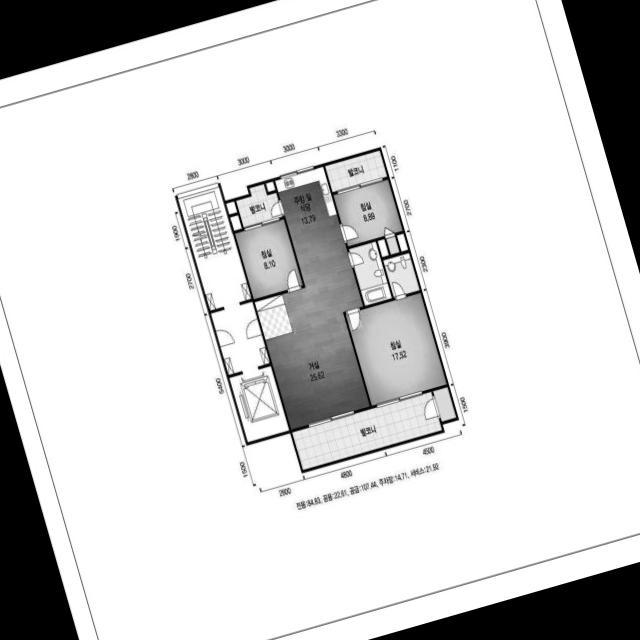 3300
3000
3000
2800
1100
발코니
주방 및
식당
13.79
침실
8.89
2700
발코니
1900
침실
8.10
2700
2300
침실
17.52
3900
거실
25.62
5400
발코니
1500
1500
4500
4800
2800
전용:84.83, 공용:22.61, 공급:107.44, 주차장:14.71, 서비스:21.92